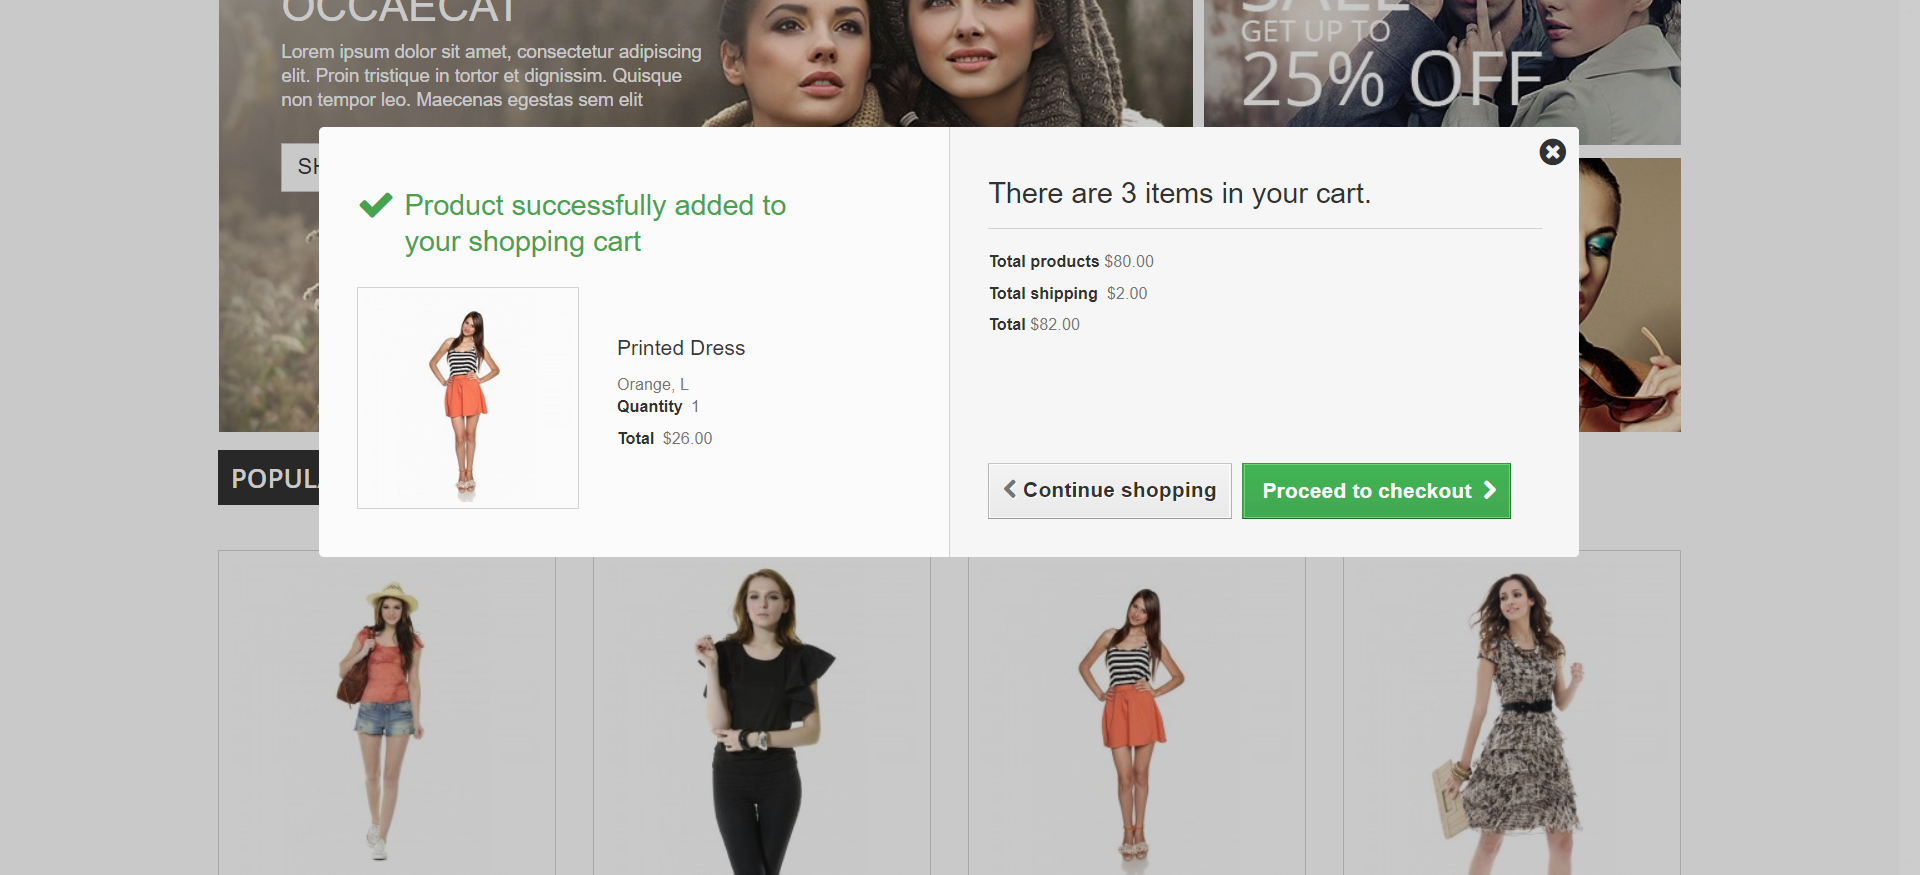 OCCAECAT
Lorem ipsum dolor sit amet, consectetur adipiscing
elit. Proin tristique in tortor et dignissim. Quisque
non tempor leo. Maecenas egestas sem elit
SH
SALE
GET UP TO
25% OFF
Product successfully added to
your shopping cart
Printed Dress
Orange, L
Quantity 1
Total $26.00
There are 3 items in your cart.
Total products $80.00
Total shipping $2.00
Total $82.00
Continue shopping
Proceed to checkout
POPUL